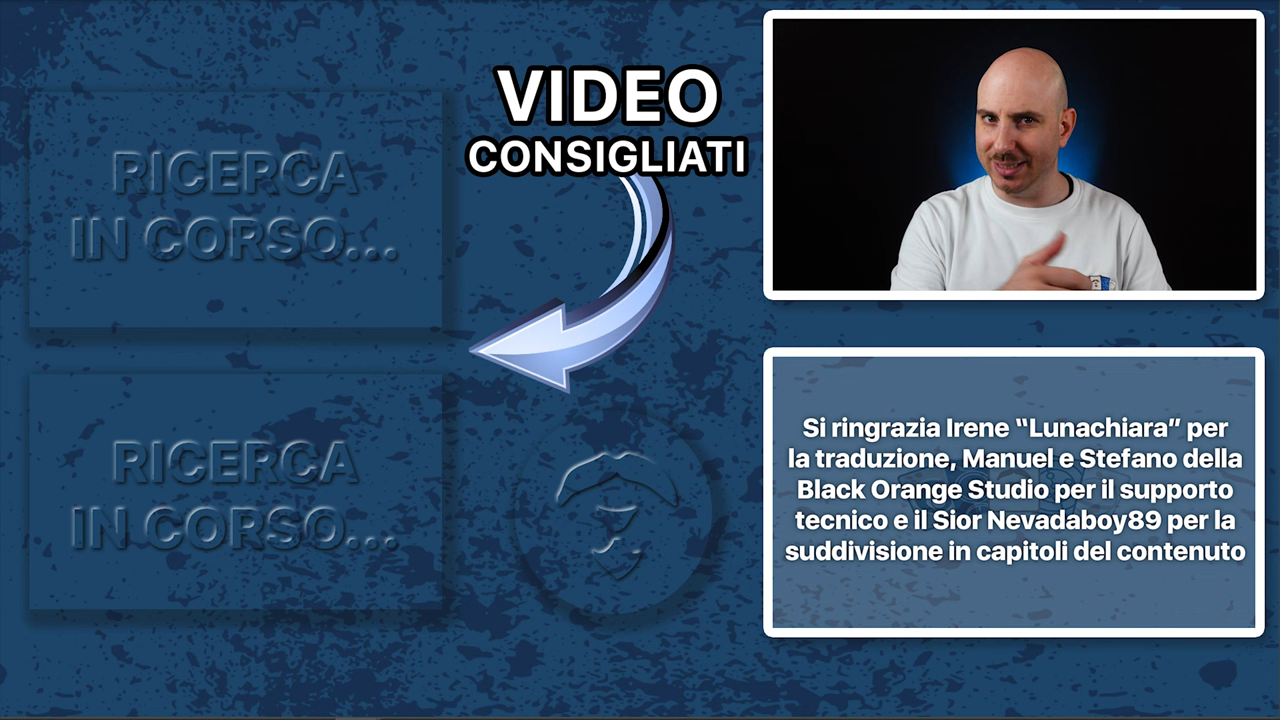 VIDEO
CONSIGLIATI
RICERCA
IN CORSO...
RICERCA
IN CORSO...
Si ringrazia Irene “Lunachiara” per
la traduzione, Manuel e Stefano della
Black Orange Studio per il supporto
tecnico e il Sior Nevadaboy89 per la
suddivisione in capitoli del contenuto